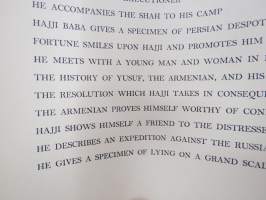 HE ACCOMPANIES THE SHAH TO HIS CAMP
HAJJI BABA GIVES A SPECIMEN OF PERSIAN DESPOT
FORTUNE SMILES UPON HAJJI AND PROMOTES HIM
HE MEETS WITH A YOUNG MAN AND WOMAN IN
THE HISTORY OF YUSUF, THE ARMENIAN, AND HIS
THE RESOLUTION WHICH HAJJI TAKES IN CONSEQU
THE ARMENIAN PROVES HIMSELF WORTHY OF CON
HAJJI SHOWS HIMSELF A FRIEND TO THE DISTRESSE
HE DESCRIBES AN EXPEDITION AGAINST THE RUSSIA
HE GIVES A SPECIMEN OF LYING ON A GRAND SCAL